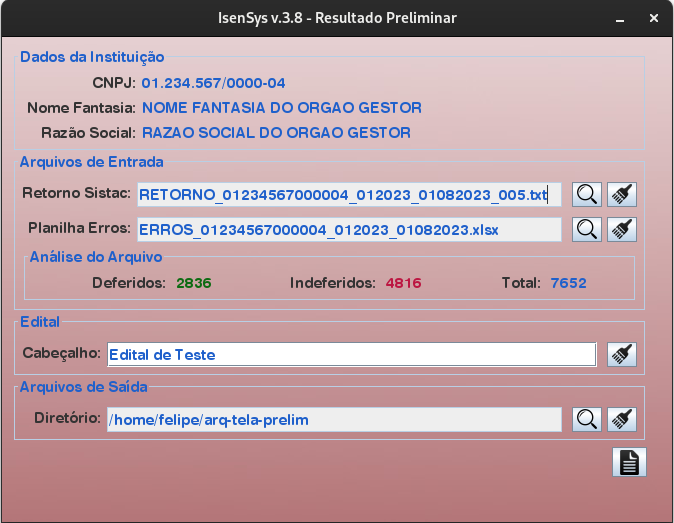 IsenSys v.3.8 - Resultado Preliminar
Dados da Instituição
CNPJ: 01.234.567/0000-04
Nome Fantasia: NOME FANTASIA DO ORGAO GESTOR
Razão Social: RAZAO SOCIAL DO ORGAO GESTOR
Arquivos de Entrada
Retorno Sistac: RETORNO_01234567000004_012023_01082023_005.txt
Planilha Erros: ERROS_01234567000004_012023_01082023.xlsx
Análise do Arquivo
Deferidos: 2836 Indeferidos: 4816 Total: 7652
Edital
Cabeçalho: Edital de Teste
Arquivos de Saída
Diretório: /home/felipe/arq-tela-prelim